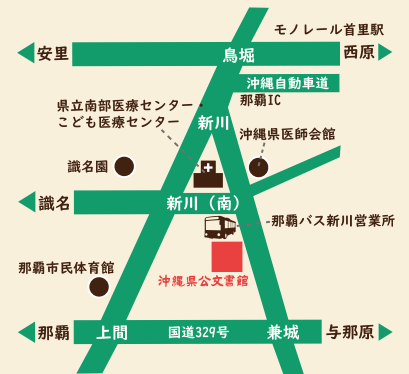 モノレール首里駅
安里
鳥堀
西原
沖縄自動車道
那覇IC
県立南部医療センター・
こども医療センター
新川
沖縄県医師会館
識名園
識名
新川（南）
那覇バス新川営業所
那覇市民体育館
沖縄県公文書館
那覇
上間
国道329号
兼城
与那原